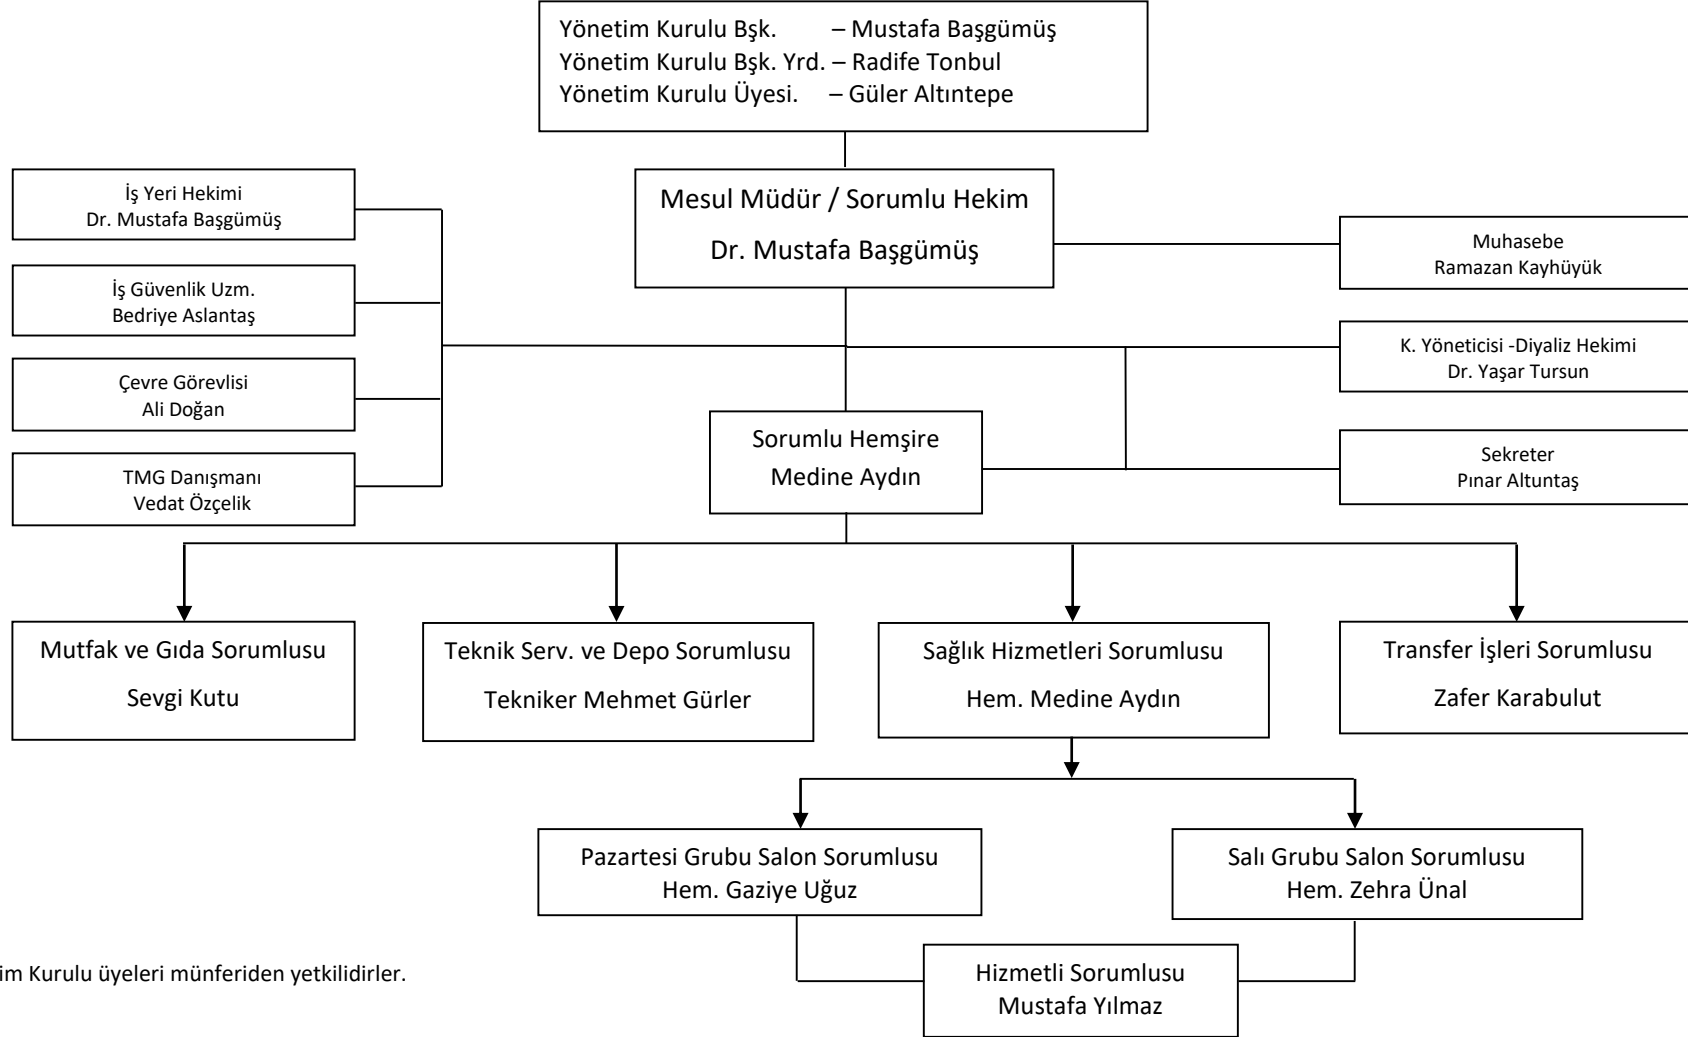 Yönetim Kurulu Bşk. – Mustafa Başgümüş
Yönetim Kurulu Bşk. Yrd. – Radife Tonbul
Yönetim Kurulu Üyesi. – Güler Altıntepe
Mesul Müdür / Sorumlu Hekim
Dr. Mustafa Başgümüş
İş Yeri Hekimi
Dr. Mustafa Başgümüş
İş Güvenlik Uzm.
Bedriye Aslantaş
Çevre Görevlisi
Ali Doğan
TMG Danışmanı
Vedat Özçelik
Muhasebe
Ramazan Kayhüyük
K. Yöneticisi -Diyaliz Hekimi
Dr. Yaşar Tursun
Sekreter
Pınar Altuntaş
Sorumlu Hemşire
Medine Aydın
Mutfak ve Gıda Sorumlusu
Sevgi Kutu
Teknik Serv. ve Depo Sorumlusu
Tekniker Mehmet Gürler
Sağlık Hizmetleri Sorumlusu
Hem. Medine Aydın
Transfer İşleri Sorumlusu
Zafer Karabulut
Pazartesi Grubu Salon Sorumlusu
Hem. Gaziye Uğuz
Salı Grubu Salon Sorumlusu
Hem. Zehra Ünal
Hizmetli Sorumlusu
Mustafa Yılmaz
im Kurulu üyeleri münferiden yetkilidirler.